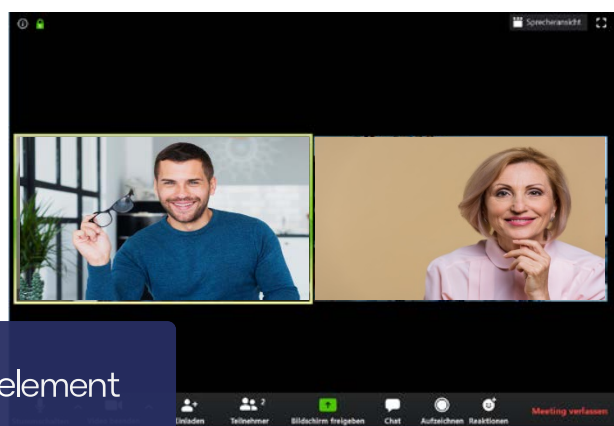 Sprecheransicht
element
Einladen
Teilnehmer
2
Bildschirm freigeben
Chat
Aufzeichnen
Reaktionen
Meeting verlassen